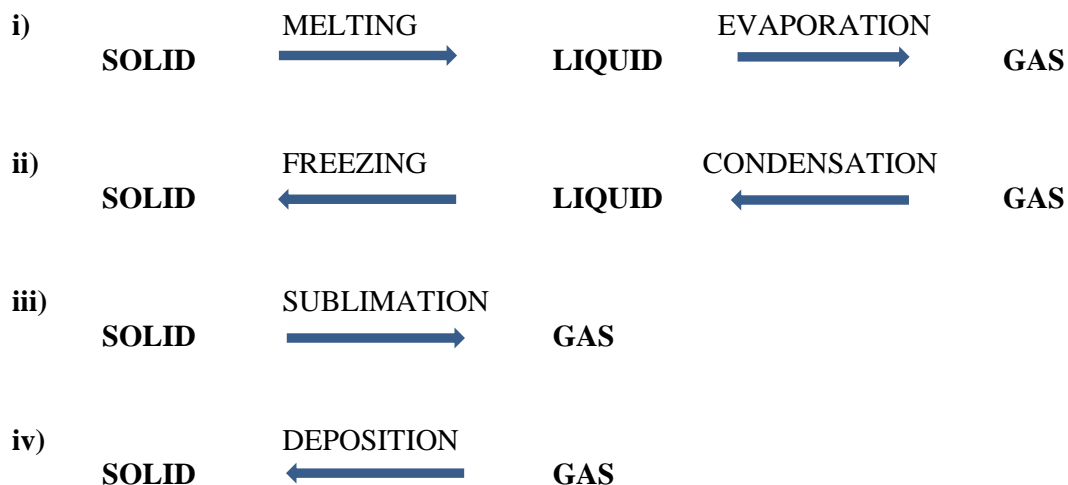 i) MELTING EVAPORATION
SOLID LIQUID GAS
ii) FREEZING CONDENSATION
SOLID LIQUID GAS
iii) SUBLIMATION
SOLID GAS
iv) DEPOSITION
SOLID GAS